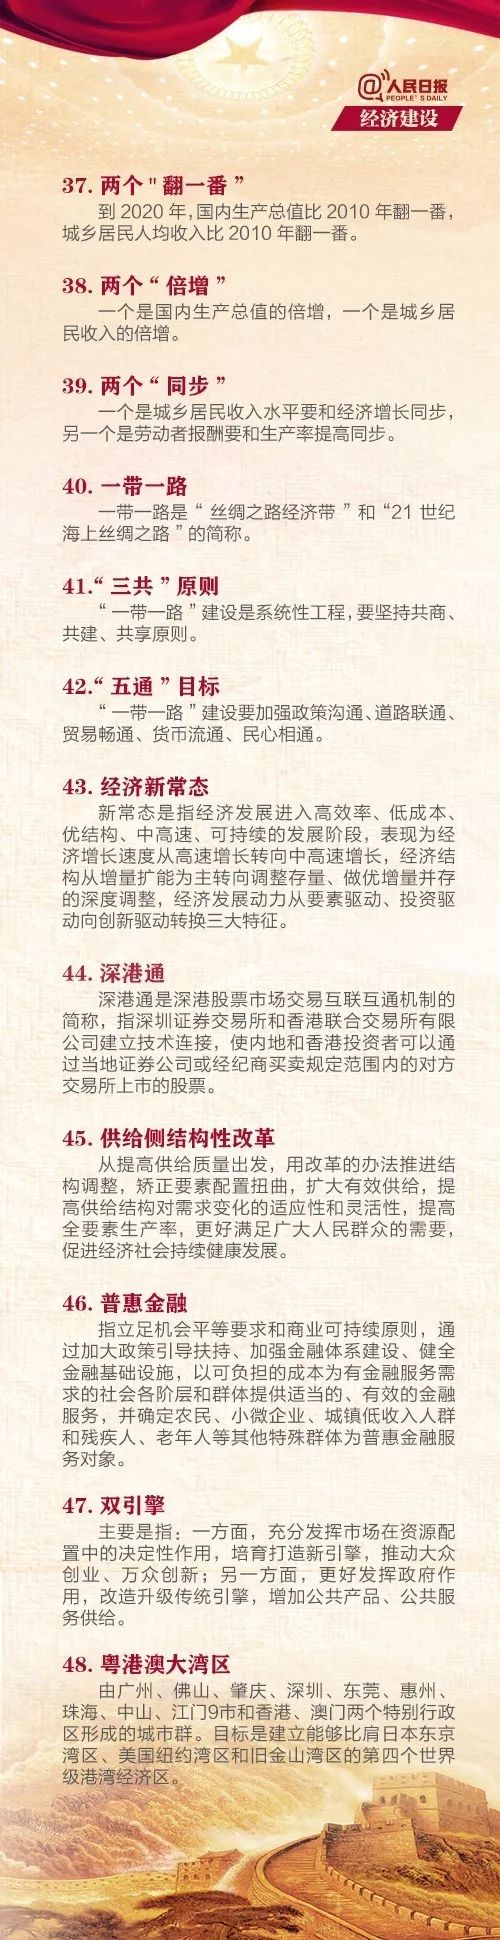 @人民日报
PEOPLE'S DAILY
经济建设
37. 两个"翻一番"
到 2020 年,国内生产总值比 2010 年翻一番,
城乡居民人均收入比 2010 年翻一番。
38. 两个“倍增”
一个是国内生产总值的倍增，一个是城乡居
民收入的倍增。
39. 两个“同步”
一个是城乡居民收入水平要和经济增长同步，
另一个是劳动者报酬要和生产率提高同步。
40. 一带一路
一带一路是“丝绸之路经济带”和“21 世纪
海上丝绸之路”的简称。
41.“三共”原则
“一带一路”建设是系统性工程,要坚持共商、
共建、共享原则。
42.“五通”目标
“一带一路”建设要加强政策沟通、道路联通、
贸易畅通、货币流通、民心相通。
43. 经济新常态
新常态是指经济发展进入高效率、低成本、
优结构、中高速、可持续的发展阶段，表现为经
济增长速度从高速增长转向中高速增长，经济结
构从增量扩能为主转向调整存量、做优增量并存
的深度调整，经济发展动力从要素驱动、投资驱
动向创新驱动转换三大特征。
44. 深港通
深港通是深港股票市场交易互联互通机制的
简称，指深圳证券交易所和香港联合交易所有限
公司建立技术连接，使内地和香港投资者可以通
过当地证券公司或经纪商买卖规定范围内的对方
交易所上市的股票。
45. 供给侧结构性改革
从提高供给质量出发，用改革的办法推进结
构调整，矫正要素配置扭曲，扩大有效供给，提
高供给结构对需求变化的适应性和灵活性，提高
全要素生产率，更好满足广大人民群众的需要，
促进经济社会持续健康发展。
46. 普惠金融
指立足机会平等要求和商业可持续原则，通
过加大政策引导扶持、加强金融体系建设、健全
金融基础设施，以可负担的成本为有金融服务需
求的社会各阶层和群体提供适当的、有效的金融
服务，并确定农民、小微企业、城镇低收入人群
和残疾人、老年人等其他特殊群体为普惠金融服
务对象。
47. 双引擎
主要是指：一方面，充分发挥市场在资源配
置中的决定性作用，培育打造新引擎，推动大众
创业、万众创新；另一方面，更好发挥政府作
用，改造升级传统引擎，增加公共产品、公共服
务供给。
48. 粤港澳大湾区
由广州、佛山、肇庆、深圳、东莞、惠州、
珠海、中山、江门9市和香港、澳门两个特别行政
区形成的城市群。目标是建立能够比肩日本东京
湾区、美国纽约湾区和旧金山湾区的第四个世界
级港湾经济区。